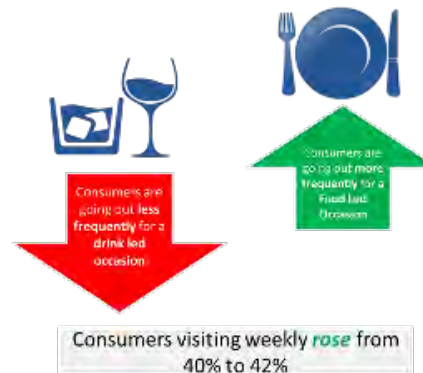 Consumers are
going out more
frequently for a
Food Led
Occasion
Consumers are
going out less
frequently for a
drink led
occasion
Consumers visiting weekly rose from
40% to 42%